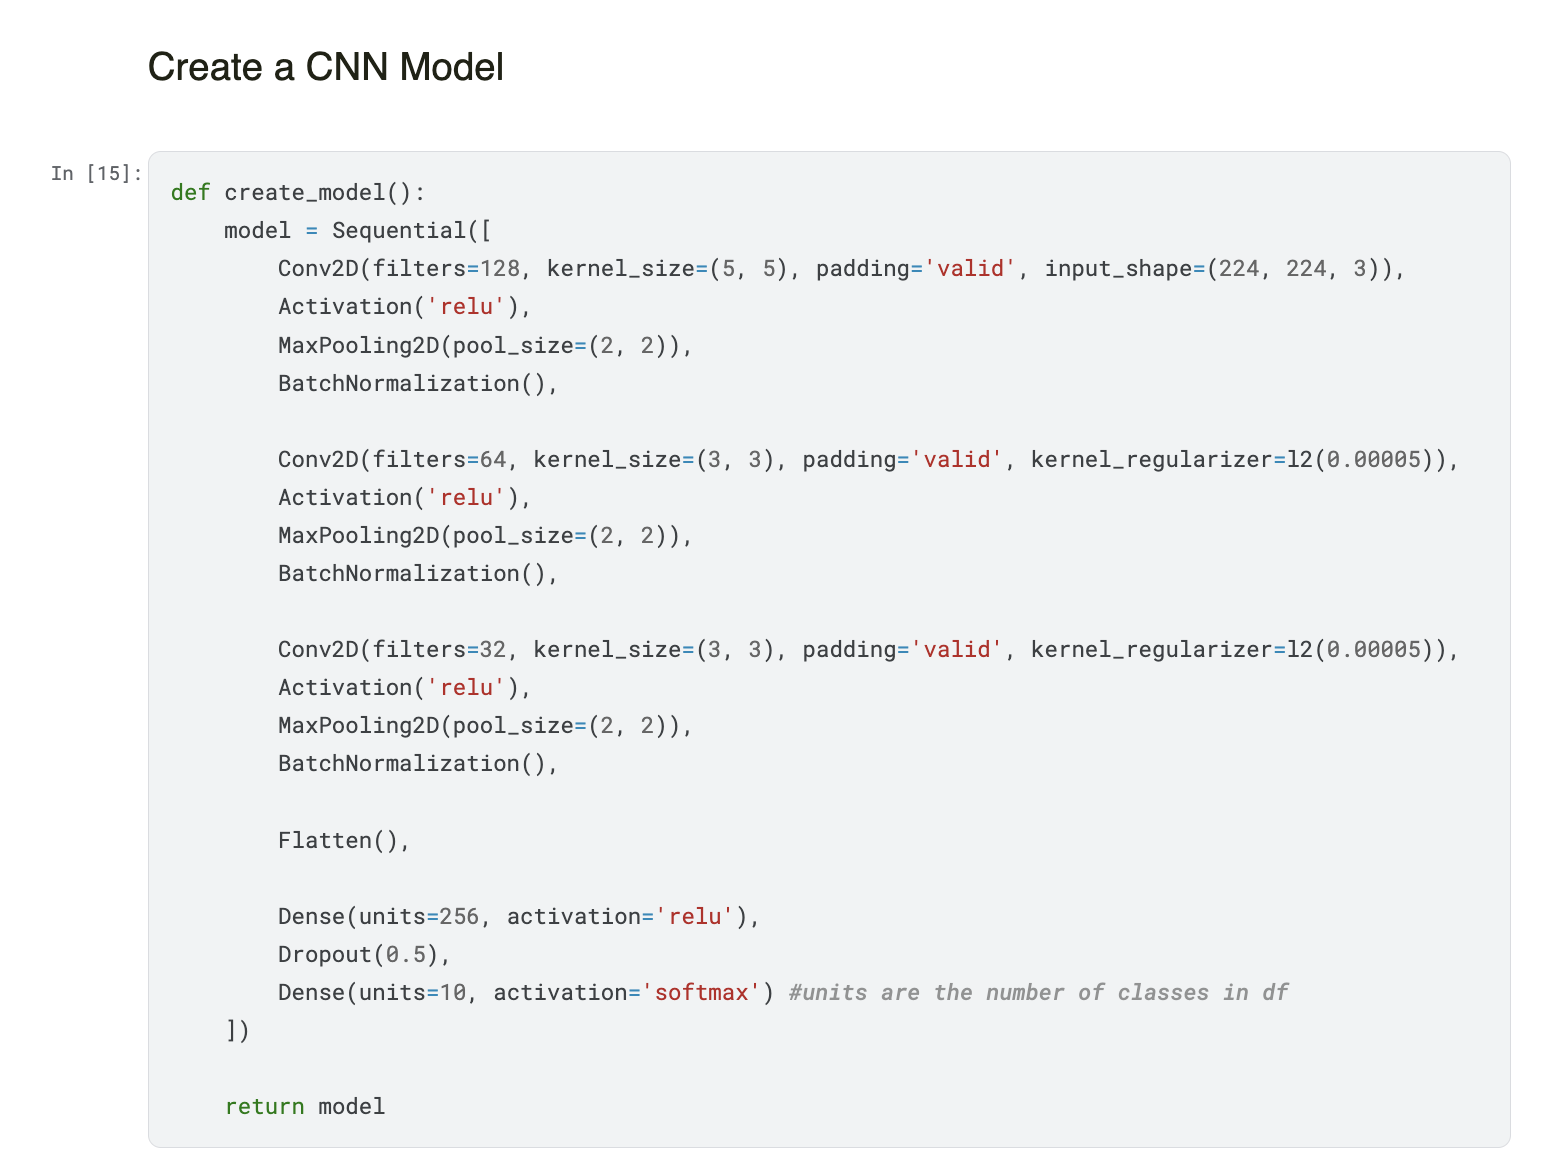 Create a CNN Model
In [15]:
def create_model():
    model = Sequential([
        Conv2D(filters=128, kernel_size=(5, 5), padding='valid', input_shape=(224, 224, 3)),
        Activation('relu'),
        MaxPooling2D(pool_size=(2, 2)),
        BatchNormalization(),

        Conv2D(filters=64, kernel_size=(3, 3), padding='valid', kernel_regularizer=l2(0.00005)),
        Activation('relu'),
        MaxPooling2D(pool_size=(2, 2)),
        BatchNormalization(),

        Conv2D(filters=32, kernel_size=(3, 3), padding='valid', kernel_regularizer=l2(0.00005)),
        Activation('relu'),
        MaxPooling2D(pool_size=(2, 2)),
        BatchNormalization(),

        Flatten(),

        Dense(units=256, activation='relu'),
        Dropout(0.5),
        Dense(units=10, activation='softmax') #units are the number of classes in df
    ])

    return model